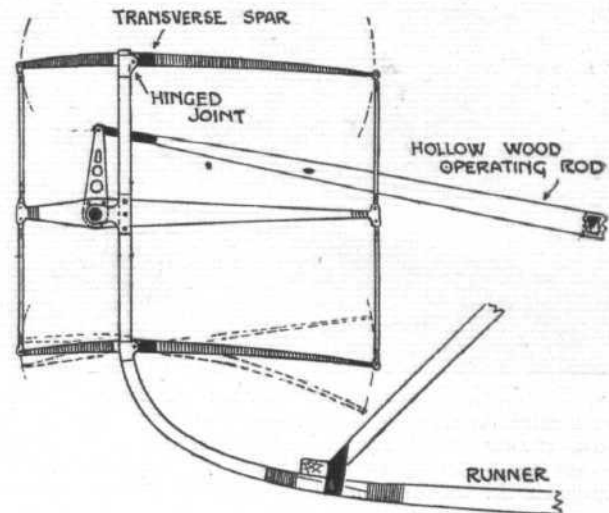 TRANSVERSE SPAR
HINGED
JOINT
HOLLOW WOOD
OPERATING ROD
RUNNER